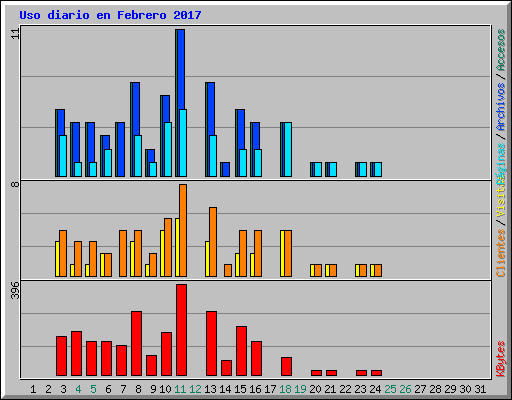 Uso diario en Febrero 2017
11
8
396
Accesos / Archivos / Páginas
Visitas / Clientes
KBytes
1 2 3 4 5 6 7 8 9 10 11 12 13 14 15 16 17 18 19 20 21 22 23 24 25 26 27 28 29 30 31